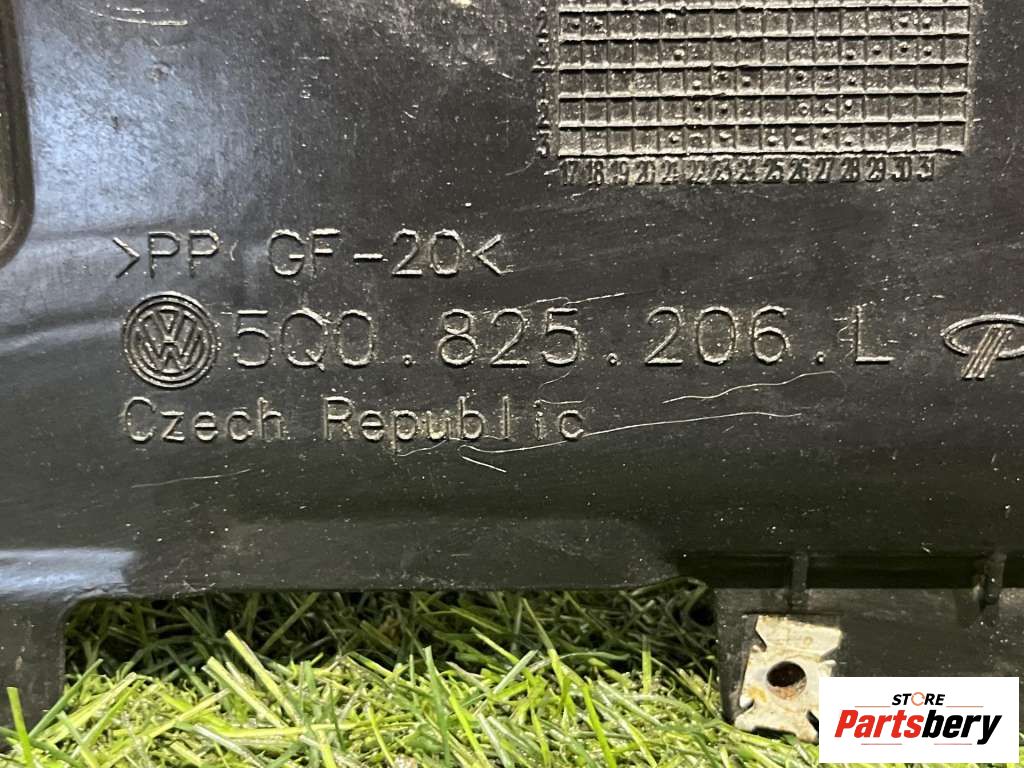 17 18 19 20 21 22 23 24 25 26 27 28 29 30 31
>PP GF-20<
VW 5Q0.825.206.L
Czech Republic
STORE
Partsbery